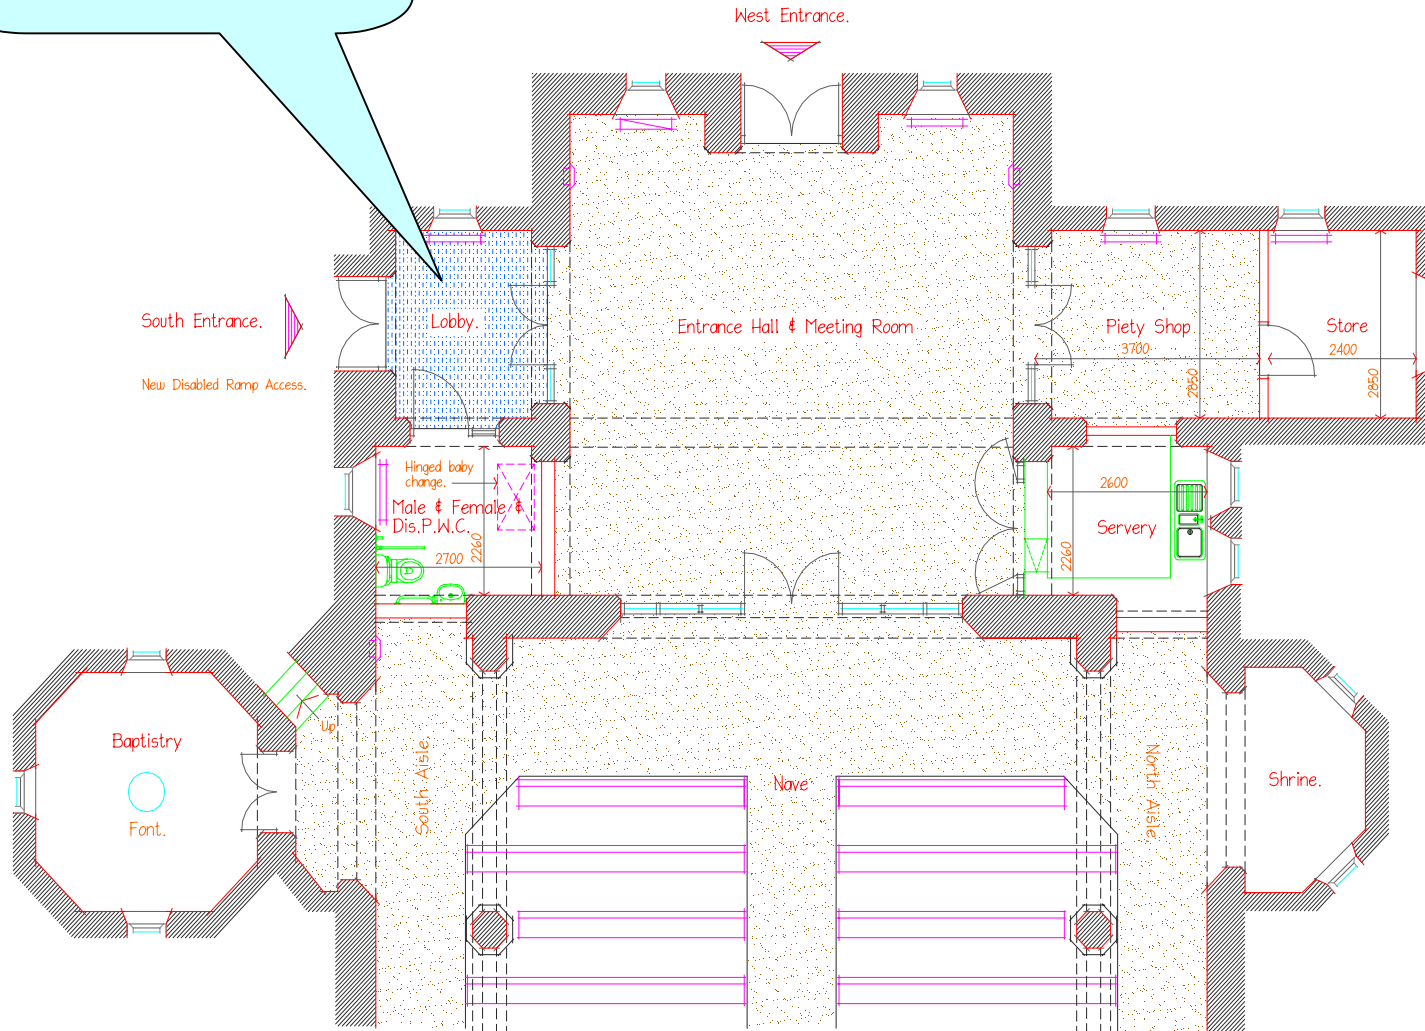 West Entrance.
South Entrance.
Lobby.
Entrance Hall & Meeting Room
Piety Shop
3700
2850
Store
2400
2850
New Disabled Ramp Access.
Hinged baby
change.
Male & Female &
Dis.P.W.C.
2700
2260
2600
Servery
2260
Up
Baptistry
Font.
South Aisle.
Nave
North Aisle
Shrine.